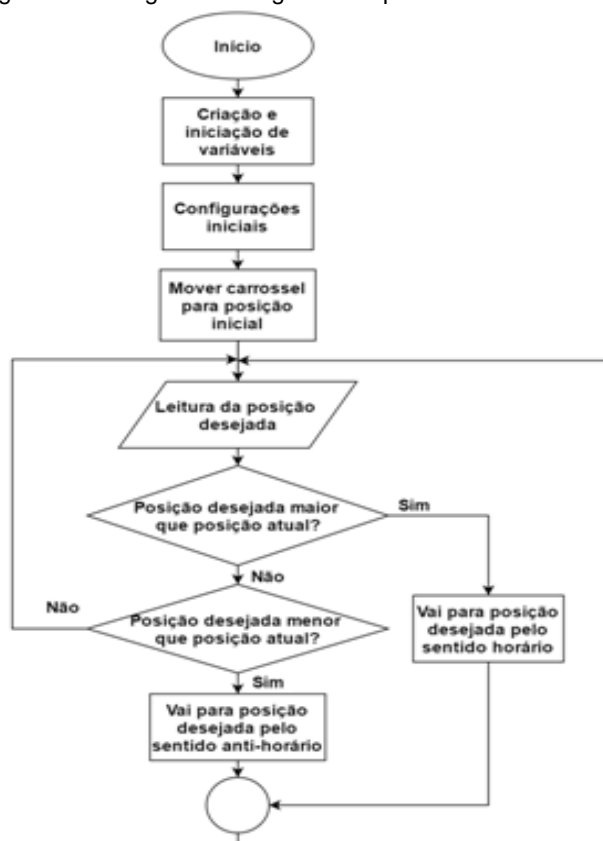 Início
Criação e
iniciação de
variáveis
Configurações
iniciais
Mover carrossel
para posição
inicial
Leitura da posição
desejada
Posição desejada maior
que posição atual?
Sim
Não
Posição desejada menor
que posição atual?
Não
Vai para posição
desejada pelo
sentido horário
Sim
Vai para posição
desejada pelo
sentido anti-horário